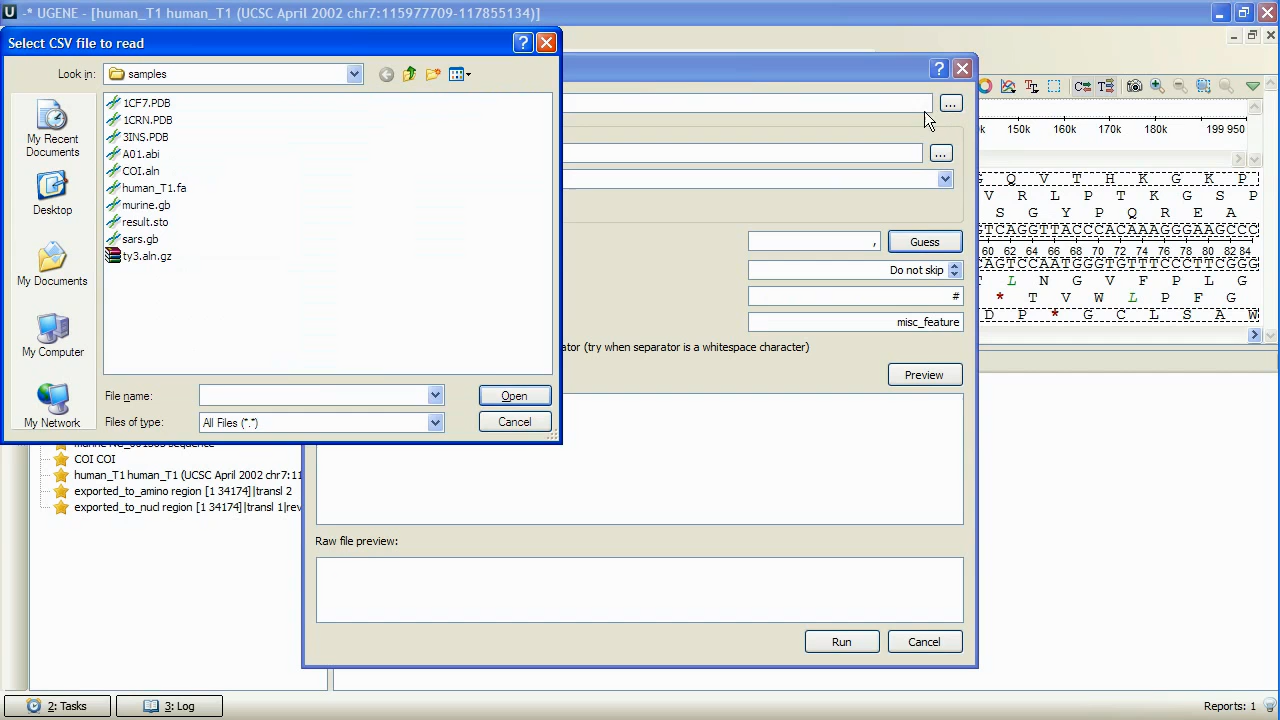 -* UGENE - [human_T1 human_T1 (UCSC April 2002 chr7:115977709-117855134)]
Select CSV file to read
Look in:
samples
My Recent
Documents
Desktop
My Documents
My Computer
My Network
1CF7.PDB
1CRN.PDB
3INS.PDB
A01.abi
COI.aln
human_T1.fa
murine.gb
result.sto
sars.gb
ty3.aln.gz
File name:
Open
Files of type:
All Files (*.*)
Cancel
...
...
,
Guess
Do not skip
#
misc_feature
ator (try when separator is a whitespace character)
Preview
Raw file preview:
Run
Cancel
150k 160k 170k 180k 199 950
G Q V T H K G K P
V R L P T K G S P
S G Y P Q R E A
GTCAGGTTACCCACAAAGGGAAGCCC
60 62 64 66 68 70 72 74 76 78 80 82 84
CAGTCCAATGGGTGTTTCCCTTCGGG
T L N G V F P L G
* T V W L P F G
D P * G C L S A W
COI COI
human_T1 human_T1 (UCSC April 2002 chr7:11
exported_to_amino region [1 34174]|transl 2
exported_to_nucl region [1 34174]|transl 1|rev
2: Tasks
3: Log
Reports: 1